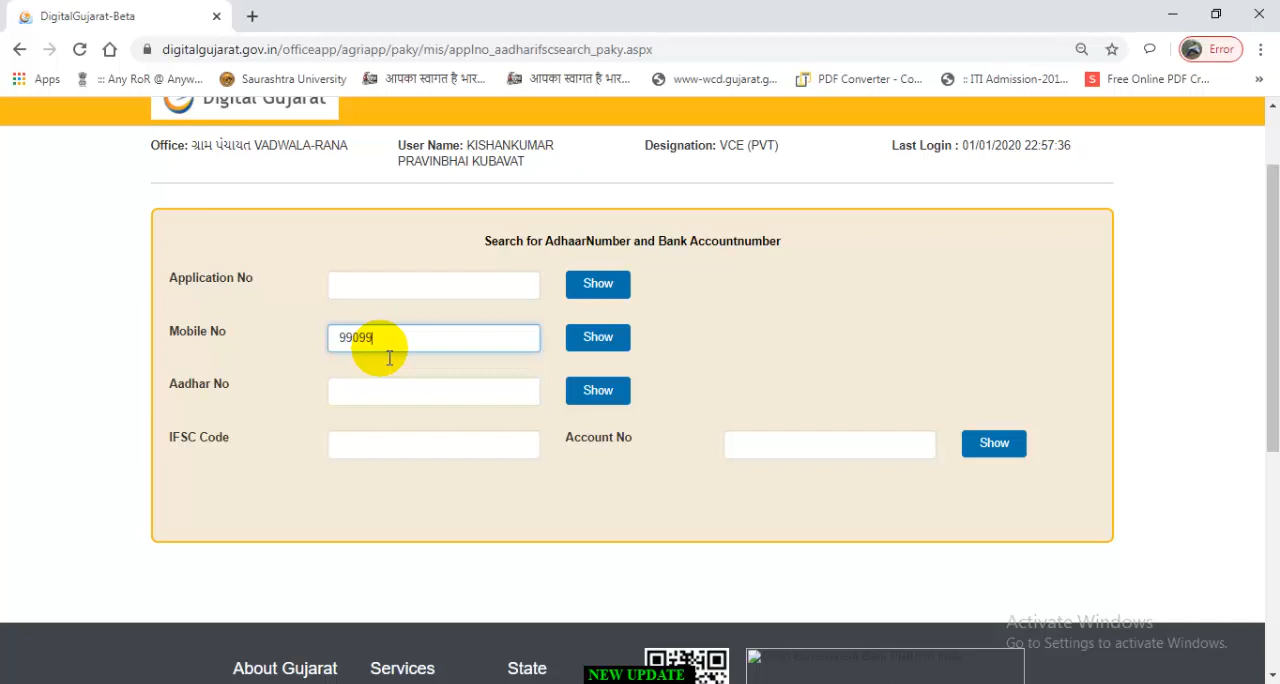 DigitalGujarat-Beta
digitalgujarat.gov.in/officeapp/agriapp/paky/mis/applno_aadharifscsearch_paky.aspx
Error
Apps ::: Any RoR @ Anyw... Saurashtra University आपका स्वागत है भार... आपका स्वागत है भार... www-wcd.gujarat.g... PDF Converter - Co... :: ITI Admission-201... Free Online PDF Cr... »
Digital Gujarat
Office: ગ્રામ પંચાયત VADWALA-RANA User Name: KISHANKUMAR Designation: VCE (PVT) Last Login : 01/01/2020 22:57:36
PRAVINBHAI KUBAVAT
Search for AdhaarNumber and Bank Accountnumber
Application No Show
Mobile No 99099 Show
Aadhar No Show
IFSC Code Account No Show
Activate Windows
Go to Settings to activate Windows.
About Gujarat Services State
NEW UPDATE